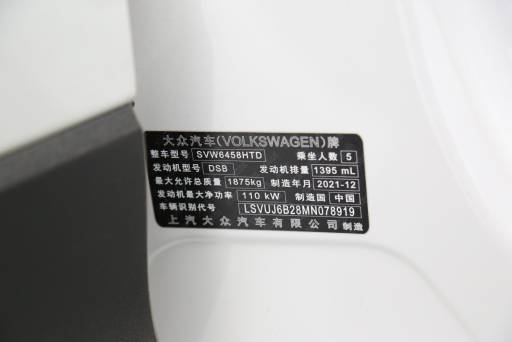 大众汽车(VOLKSWAGEN)牌
整车型号 SVW6458HTD 乘坐人数 5
发动机型号 DSB 发动机排量 1395 mL
最大允许总质量 1875kg 制造年月 2021-12
发动机最大净功率 110 kW 制造国 中国
车辆识别代号 LSVUJ6B28MN078919
上汽大众汽车有限公司 制造